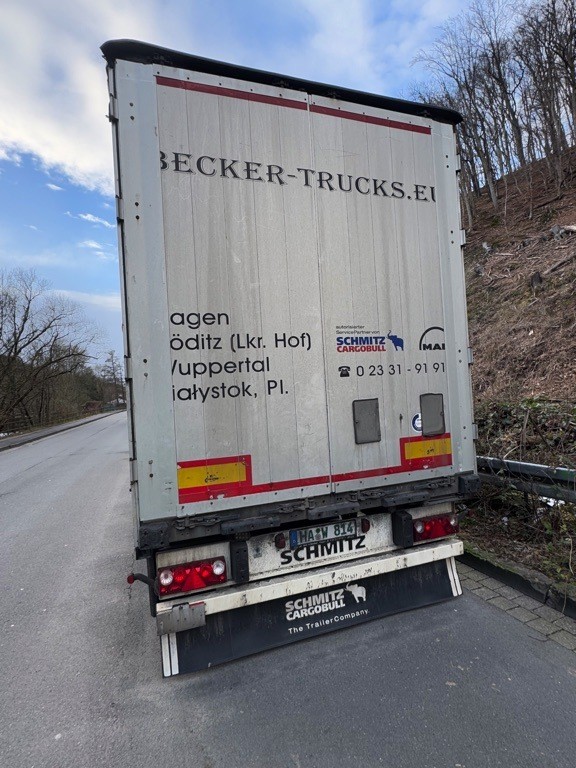 BECKER-TRUCKS.EU
agen
öditz (Lkr. Hof)
Wuppertal
iałystok, Pl.
autorisierter
ServicePartner von
SCHMITZ
CARGOBULL
MAN
☎ 0 23 31 - 91 91
HA W 814
SCHMITZ
SCHMITZ
CARGOBULL
The TrailerCompany.